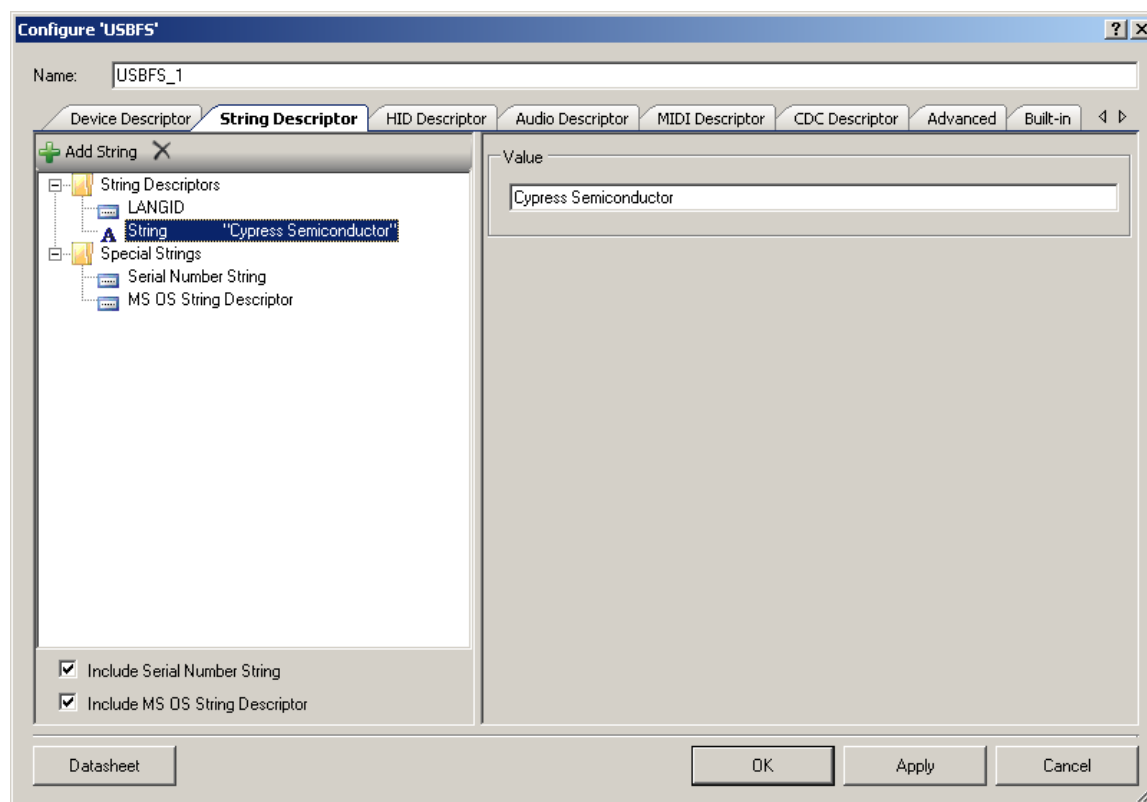 Configure 'USBFS'
Name: USBFS_1
Device Descriptor String Descriptor HID Descriptor Audio Descriptor MIDI Descriptor CDC Descriptor Advanced Built-in
Add String
String Descriptors
LANGID
String "Cypress Semiconductor"
Special Strings
Serial Number String
MS OS String Descriptor
Include Serial Number String
Include MS OS String Descriptor
Value
Cypress Semiconductor
Datasheet OK Apply Cancel